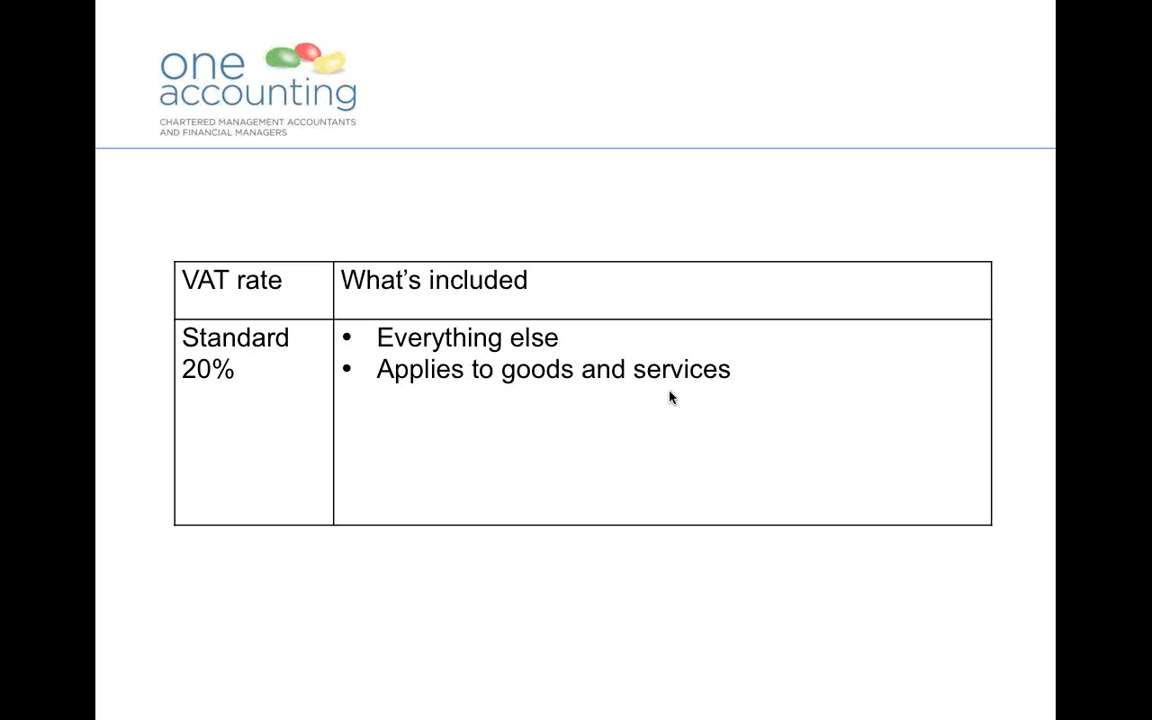 one
accounting
CHARTERED MANAGEMENT ACCOUNTANTS
AND FINANCIAL MANAGERS
VAT rate
What’s included
Standard
20%
• Everything else
• Applies to goods and services